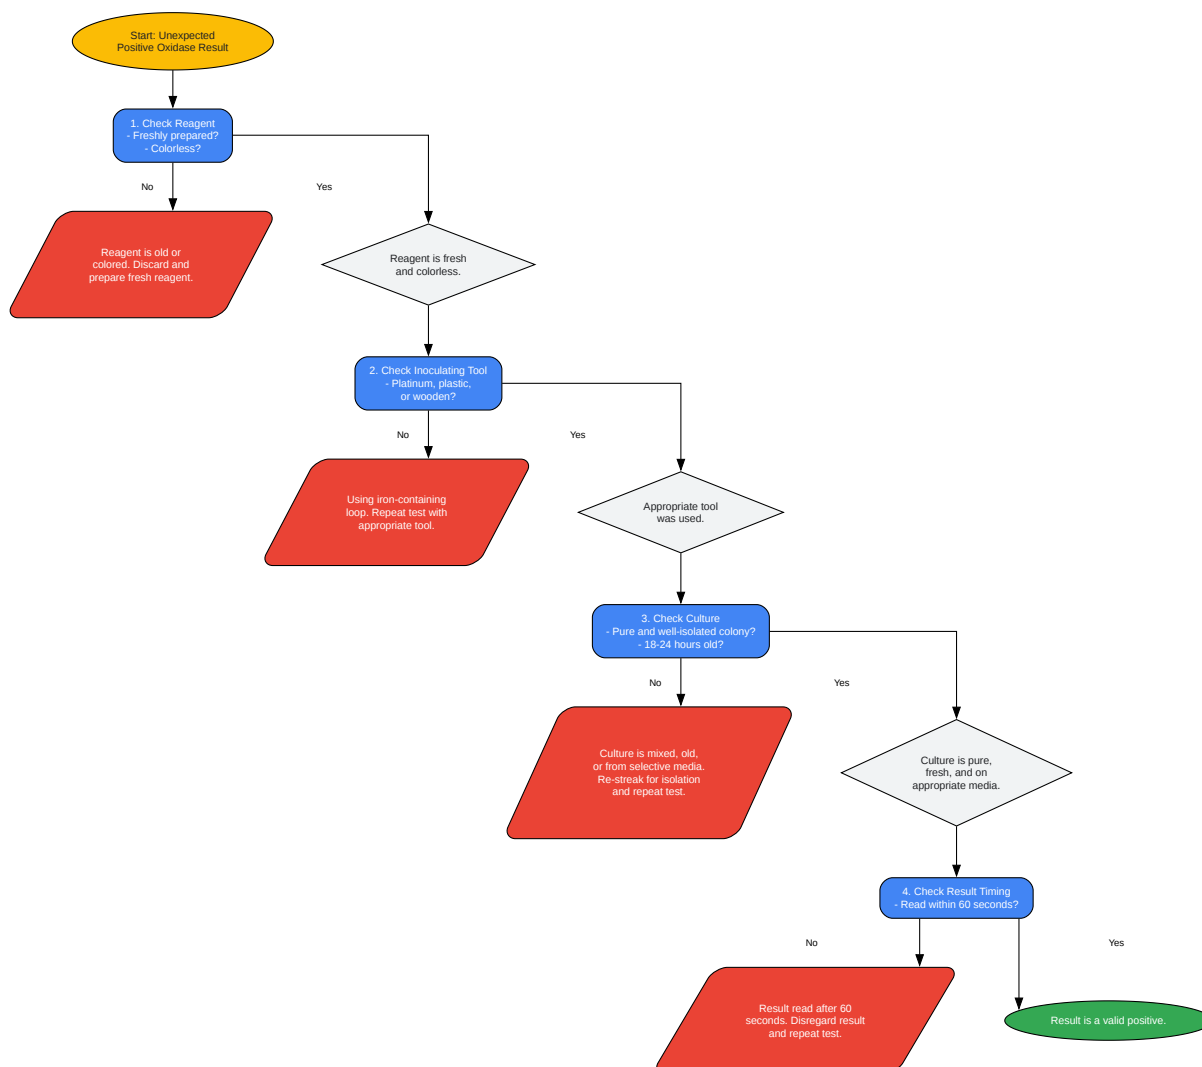 Start: Unexpected
Positive Oxidase Result
1. Check Reagent
- Freshly prepared?
- Colorless?
No
Yes
Reagent is old or
colored. Discard and
prepare fresh reagent.
Reagent is fresh
and colorless.
2. Check Inoculating Tool
- Platinum, plastic,
or wooden?
No
Yes
Using iron-containing
loop. Repeat test with
appropriate tool.
Appropriate tool
was used.
3. Check Culture
- Pure and well-isolated colony?
- 18-24 hours old?
No
Yes
Culture is mixed, old,
or from selective media.
Re-streak for isolation
and repeat test.
Culture is pure,
fresh, and on
appropriate media.
4. Check Result Timing
- Read within 60 seconds?
No
Yes
Result read after 60
seconds. Disregard result
and repeat test.
Result is a valid positive.